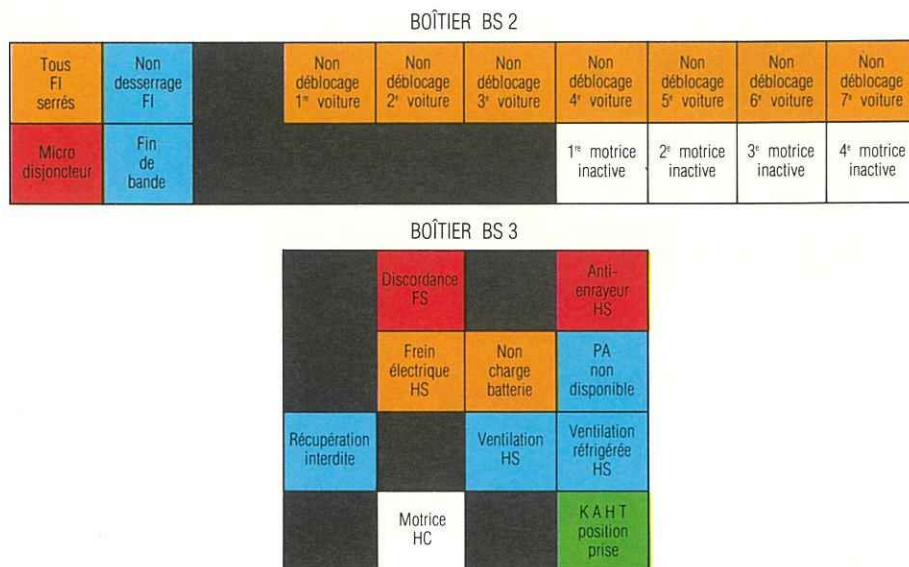 BOÎTIER BS 2
Tous
FI
serrés
Non
desserrage
FI
Non
déblocage
1re voiture
Non
déblocage
2e voiture
Non
déblocage
3e voiture
Non
déblocage
4e voiture
Non
déblocage
5e voiture
Non
déblocage
6e voiture
Non
déblocage
7e voiture
Micro
disjoncteur
Fin
de
bande
1re motrice
inactive
2e motrice
inactive
3e motrice
inactive
4e motrice
inactive
BOÎTIER BS 3
Discordance
FS
Anti-
enrayeur
HS
Frein
électrique
HS
Non
charge
batterie
PA
non
disponible
Récupération
interdite
Ventilation
HS
Ventilation
réfrigérée
HS
Motrice
HC
K A H T
position
prise